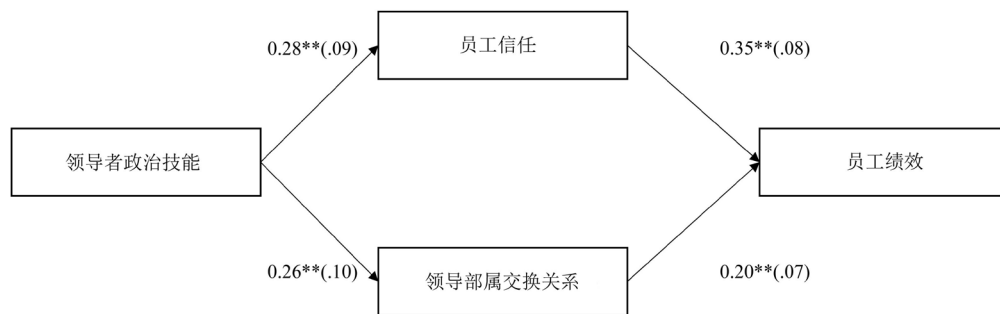 0.28**(.09)
员工信任
0.35**(.08)
领导者政治技能
员工绩效
0.26**(.10)
领导部属交换关系
0.20**(.07)